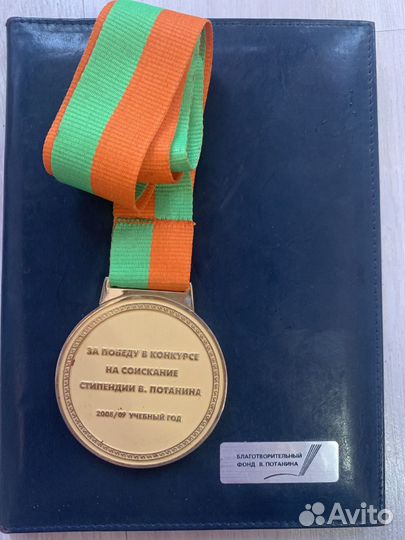 ЗА ПОБЕДУ В КОНКУРСЕ
НА СОИСКАНИЕ
СТИПЕНДИИ В. ПОТАНИНА
2008/09 УЧЕБНЫЙ ГОД
БЛАГОТВОРИТЕЛЬНЫЙ
ФОНД В. ПОТАНИНА
Avito